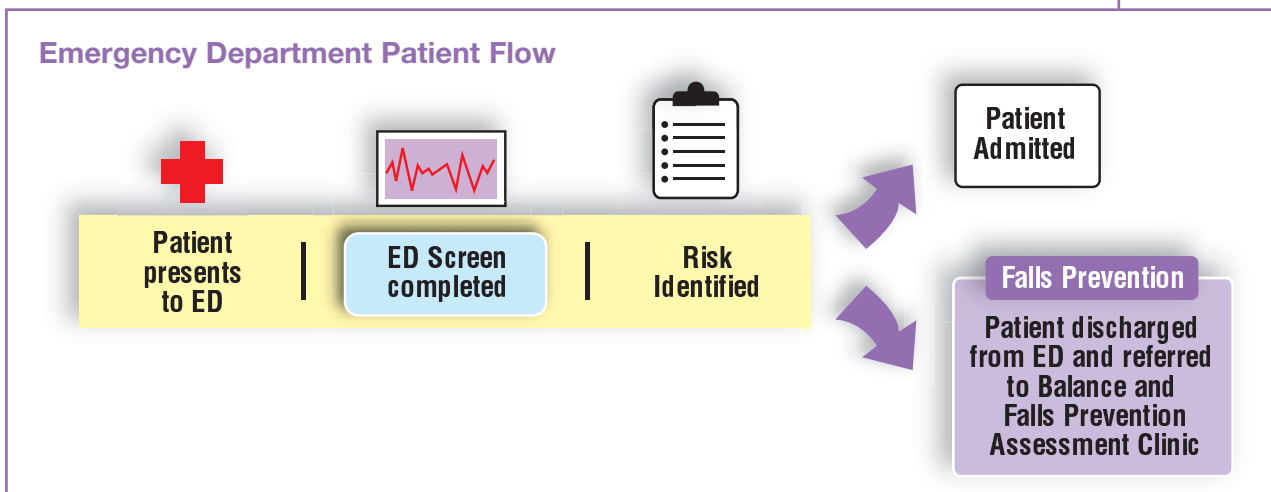 Emergency Department Patient Flow
Patient
presents
to ED
ED Screen
completed
Risk
Identified
Patient
Admitted
Falls Prevention
Patient discharged
from ED and referred
to Balance and
Falls Prevention
Assessment Clinic